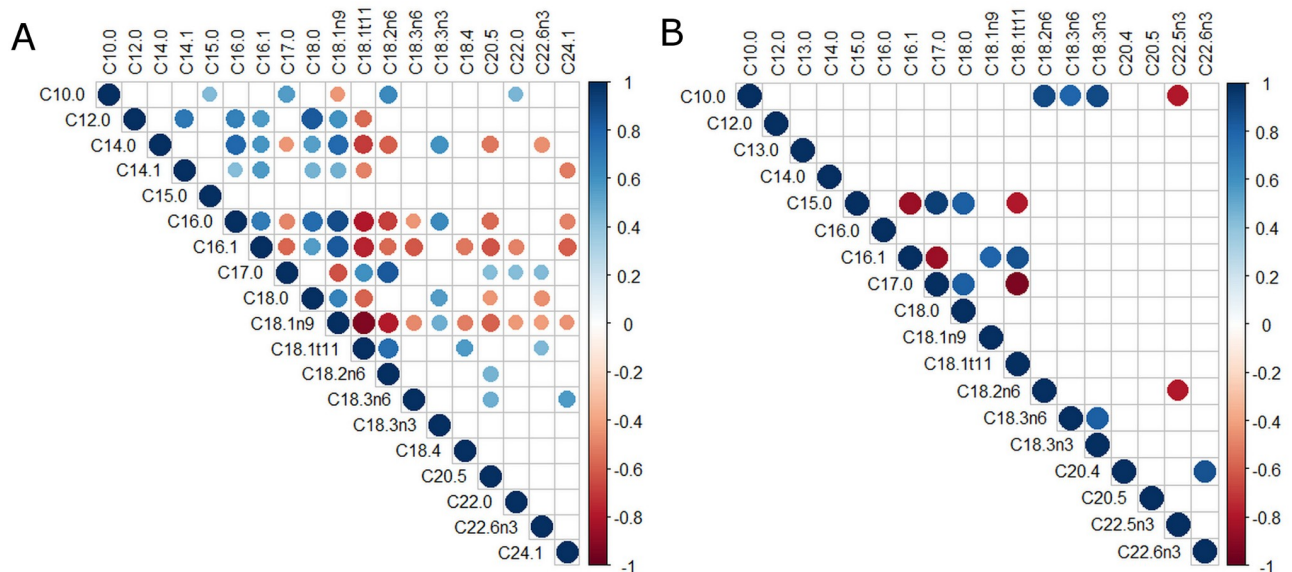 A
C10.0 C12.0 C14.0 C14.1 C15.0 C16.0 C16.1 C17.0 C18.0 C18.1n9 C18.1t11 C18.2n6 C18.3n6 C18.3n3 C18.4 C20.5 C22.0 C22.6n3 C24.1
C10.0
C12.0
C14.0
C14.1
C15.0
C16.0
C16.1
C17.0
C18.0
C18.1n9
C18.1t11
C18.2n6
C18.3n6
C18.3n3
C18.4
C20.5
C22.0
C22.6n3
C24.1
1
0.8
0.6
0.4
0.2
0
-0.2
-0.4
-0.6
-0.8
-1
B
C10.0 C12.0 C13.0 C14.0 C15.0 C16.0 C16.1 C17.0 C18.0 C18.1n9 C18.1t11 C18.2n6 C18.3n6 C18.3n3 C20.4 C20.5 C22.5n3 C22.6n3
C10.0
C12.0
C13.0
C14.0
C15.0
C16.0
C16.1
C17.0
C18.0
C18.1n9
C18.1t11
C18.2n6
C18.3n6
C18.3n3
C20.4
C20.5
C22.5n3
C22.6n3
1
0.8
0.6
0.4
0.2
0
-0.2
-0.4
-0.6
-0.8
-1